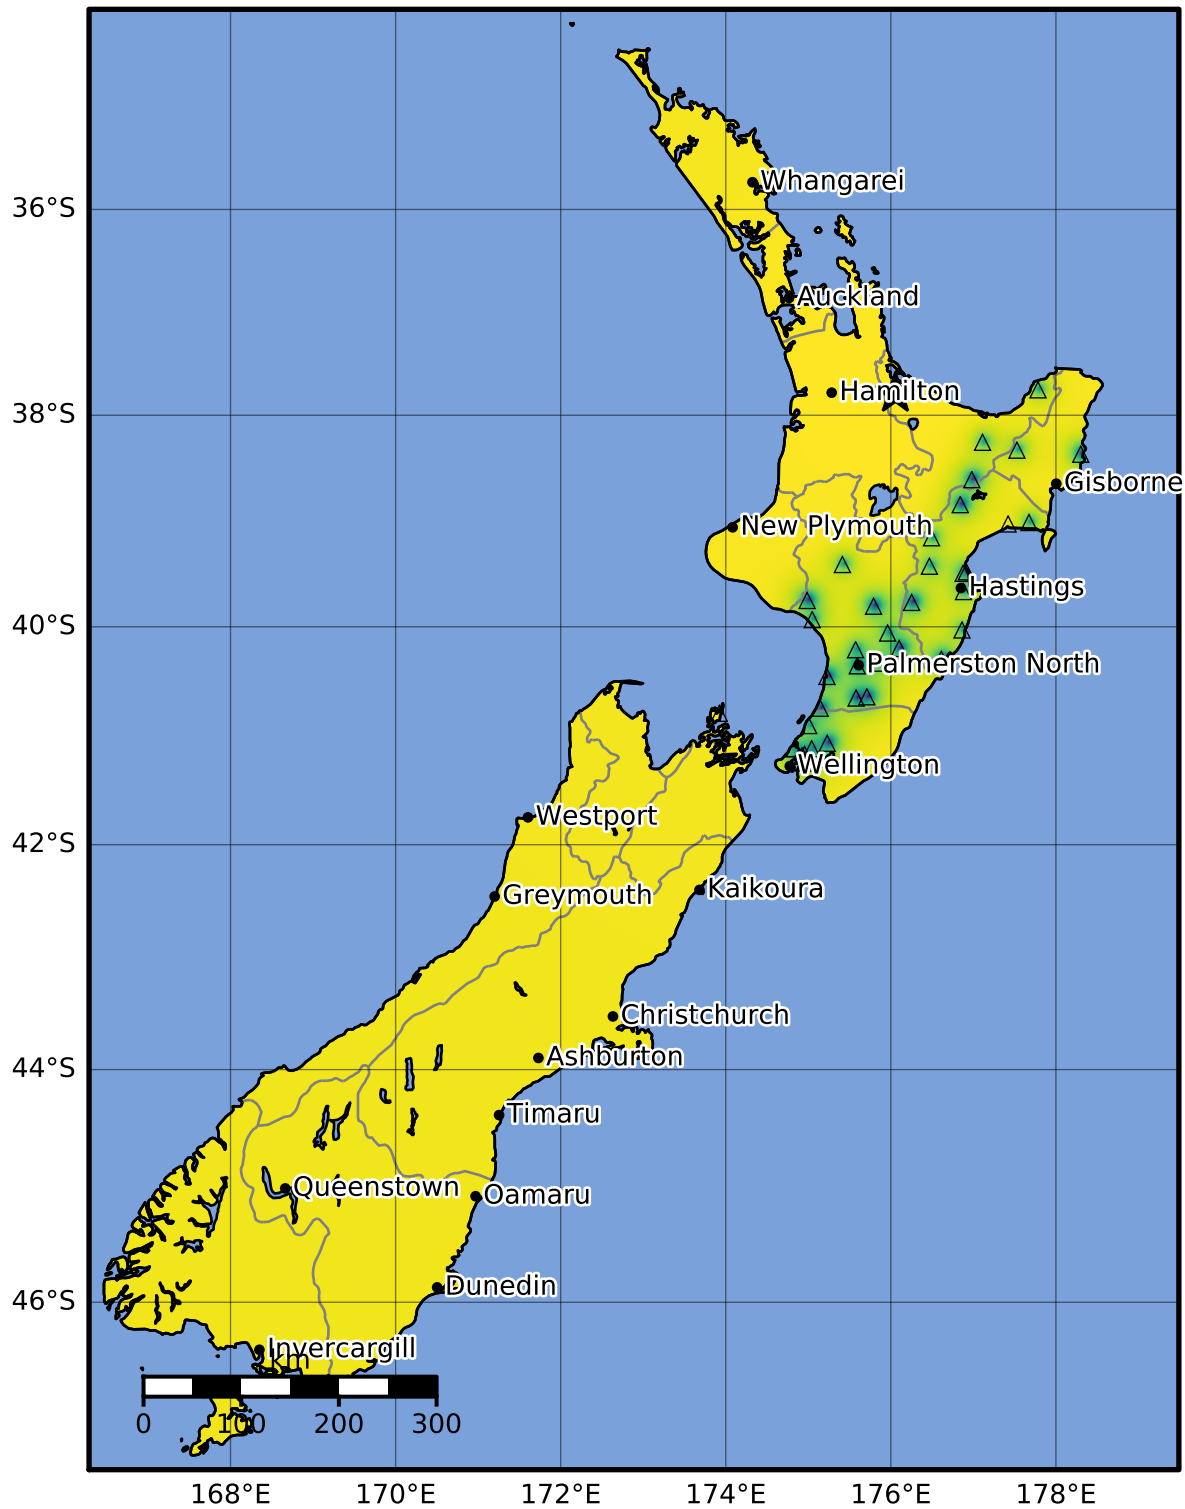 Whangarei
36°S
Auckland
38°S
Hamilton
Gisborne
New Plymouth
Hastings
40°S
Palmerston North
Wellington
Westport
42°S
Kaikoura
Greymouth
Christchurch
Ashburton
44°S
Timaru
Queenstown
Oamaru
Dunedin
46°S
Invercargill
km
0 100 200 300
168°E 170°E 172°E 174°E 176°E 178°E